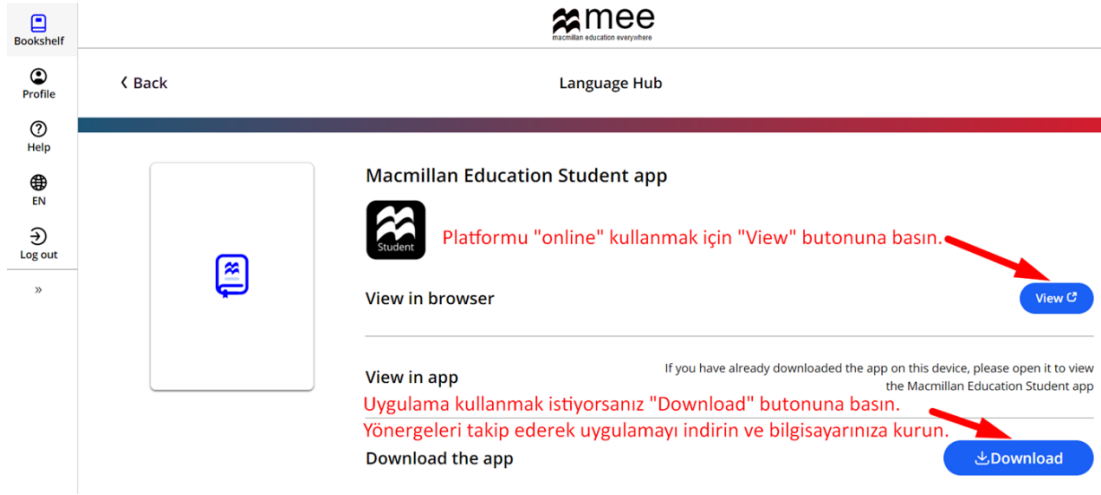 Bookshelf
Profile
Help
EN
Log out
»
mee
macmillan education everywhere
Back
Language Hub
Macmillan Education Student app
Student
Platformu "online" kullanmak için "View" butonuna basın.
View in browser
View
View in app
If you have already downloaded the app on this device, please open it to view
the Macmillan Education Student app
Uygulama kullanmak istiyorsanız "Download" butonuna basın.
Yönergeleri takip ederek uygulamayı indirin ve bilgisayarınıza kurun.
Download the app
Download